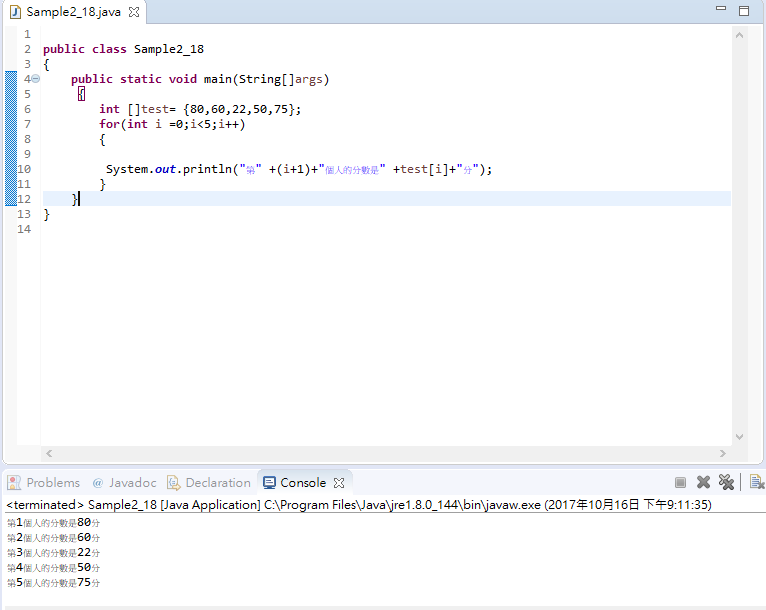 Sample2_18.java
1
2 public class Sample2_18
3 {
4 public static void main(String[]args)
5 {
6 int []test= {80,60,22,50,75};
7 for(int i =0;i<5;i++)
8 {
9
10 System.out.println("第" +(i+1)+"個人的分數是" +test[i]+"分");
11 }
12 }
13 }
14
Problems @ Javadoc Declaration Console
<terminated> Sample2_18 [Java Application] C:\Program Files\Java\jre1.8.0_144\bin\javaw.exe (2017年10月16日 下午9:11:35)
第1個人的分數是80分
第2個人的分數是60分
第3個人的分數是22分
第4個人的分數是50分
第5個人的分數是75分